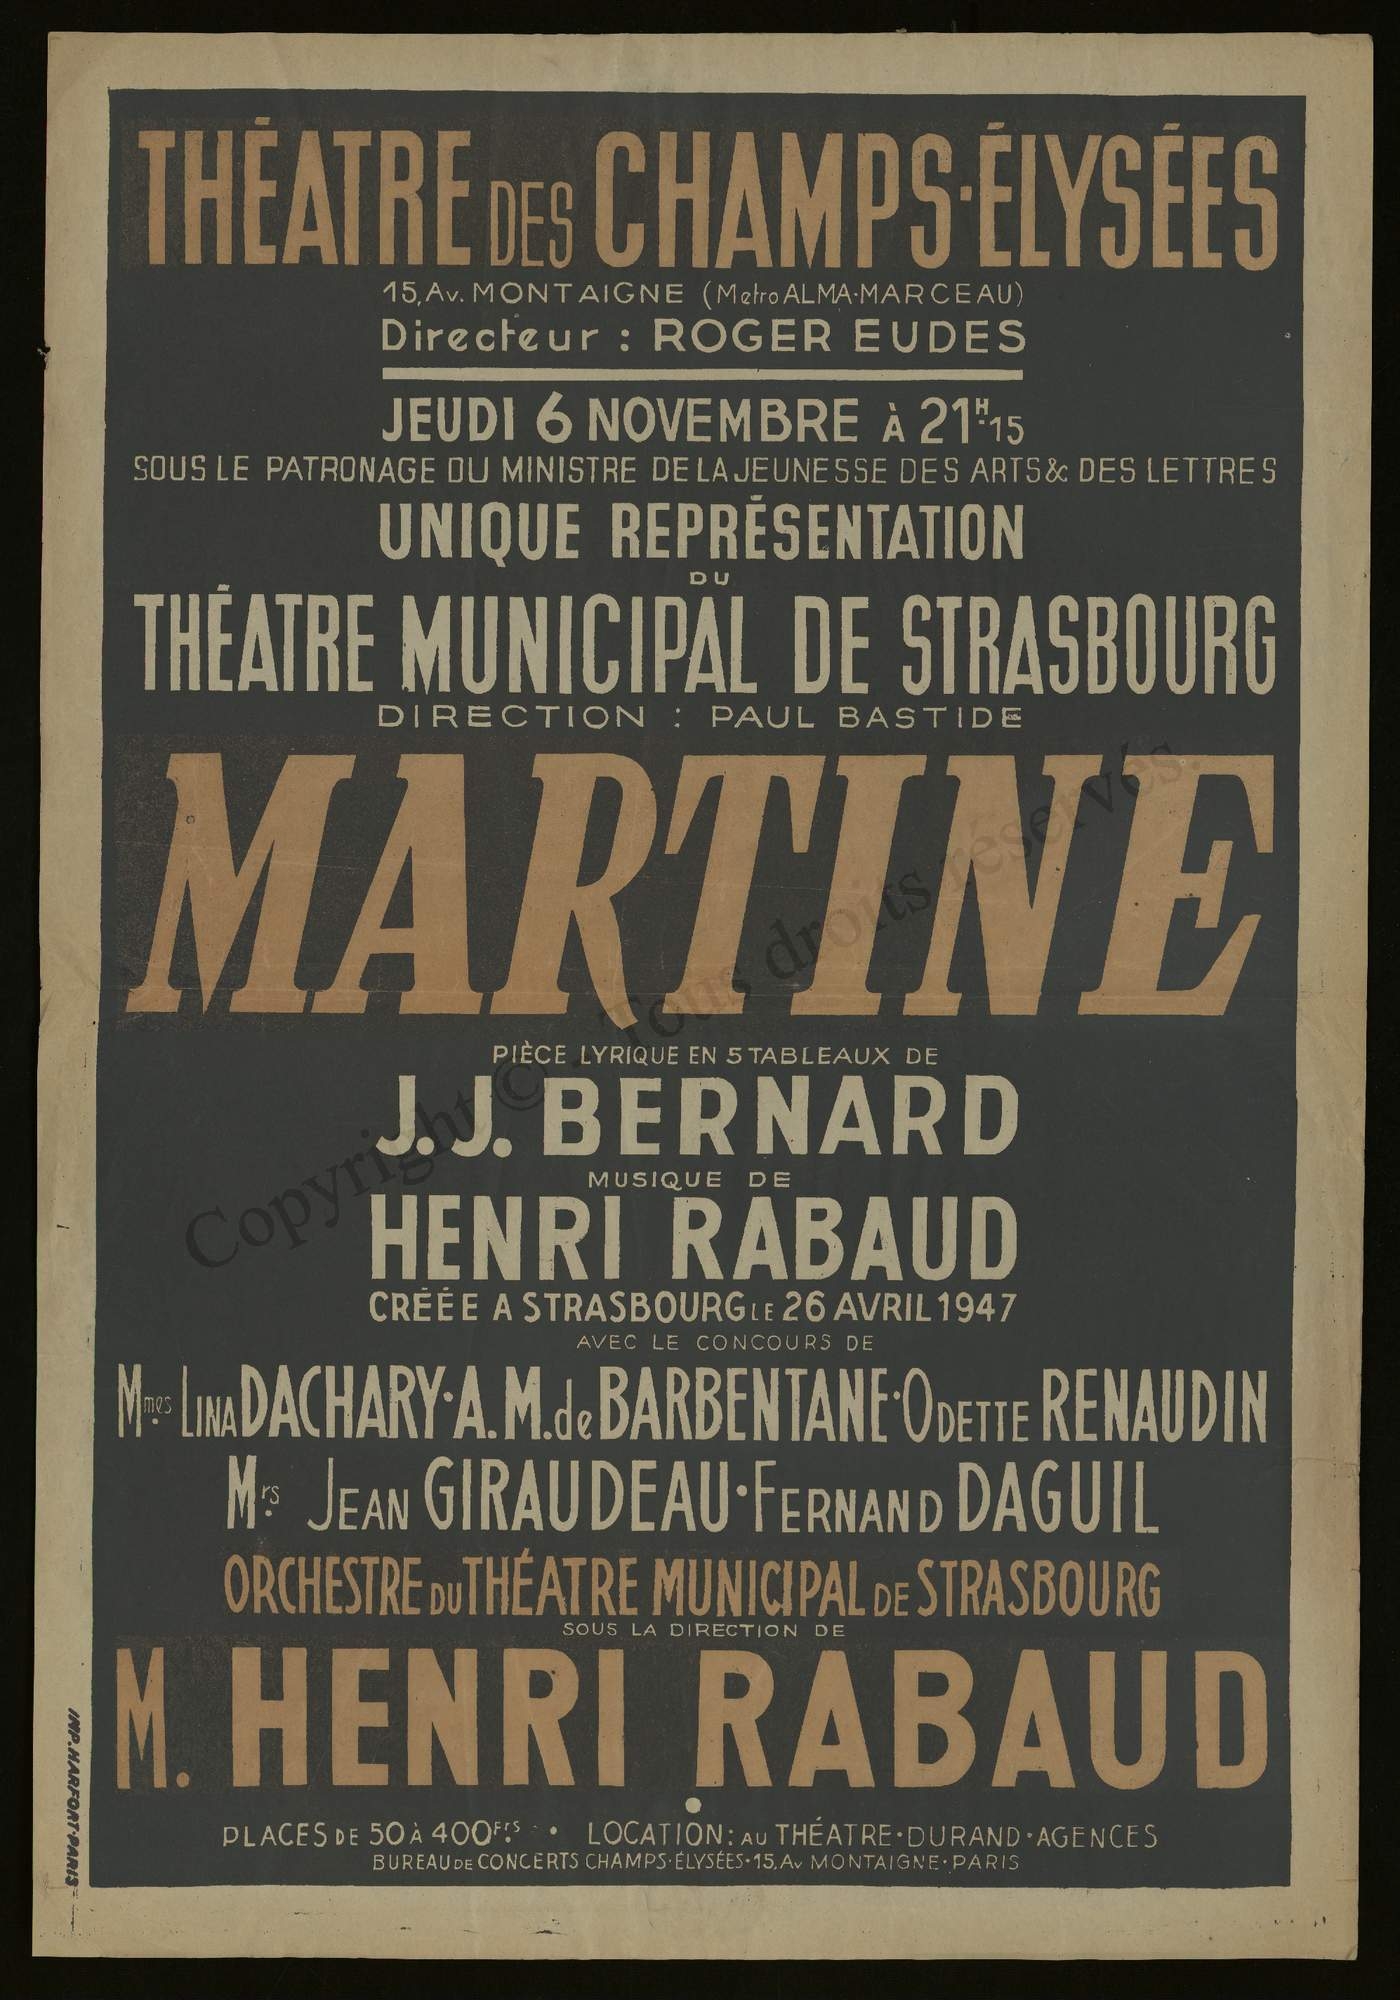 THÉATRE DES CHAMPS-ÉLYSÉES
15, Av. MONTAIGNE (Metro ALMA-MARCEAU)
Directeur : ROGER EUDES
JEUDI 6 NOVEMBRE À 21H.15
SOUS LE PATRONAGE DU MINISTRE DE LA JEUNESSE DES ARTS & DES LETTRES
UNIQUE REPRÉSENTATION
DU
THÉATRE MUNICIPAL DE STRASBOURG
DIRECTION : PAUL BASTIDE
MARTINE
PIÈCE LYRIQUE EN 5 TABLEAUX DE
J.J. BERNARD
MUSIQUE DE
HENRI RABAUD
CRÉÉE A STRASBOURG LE 26 AVRIL 1947
AVEC LE CONCOURS DE
Mmes LINA DACHARY · A.M. de BARBENTANE · ODETTE RENAUDIN
Mrs JEAN GIRAUDEAU · FERNAND DAGUIL
ORCHESTRE DU THÉATRE MUNICIPAL DE STRASBOURG
SOUS LA DIRECTION DE
M. HENRI RABAUD
PLACES DE 50 À 400 Frs. · LOCATION : AU THÉATRE · DURAND · AGENCES
BUREAU DE CONCERTS CHAMPS-ÉLYSÉES · 15, Av MONTAIGNE · PARIS
IMP. HARFORT · PARIS
Copyright © . Tous droits réservés.